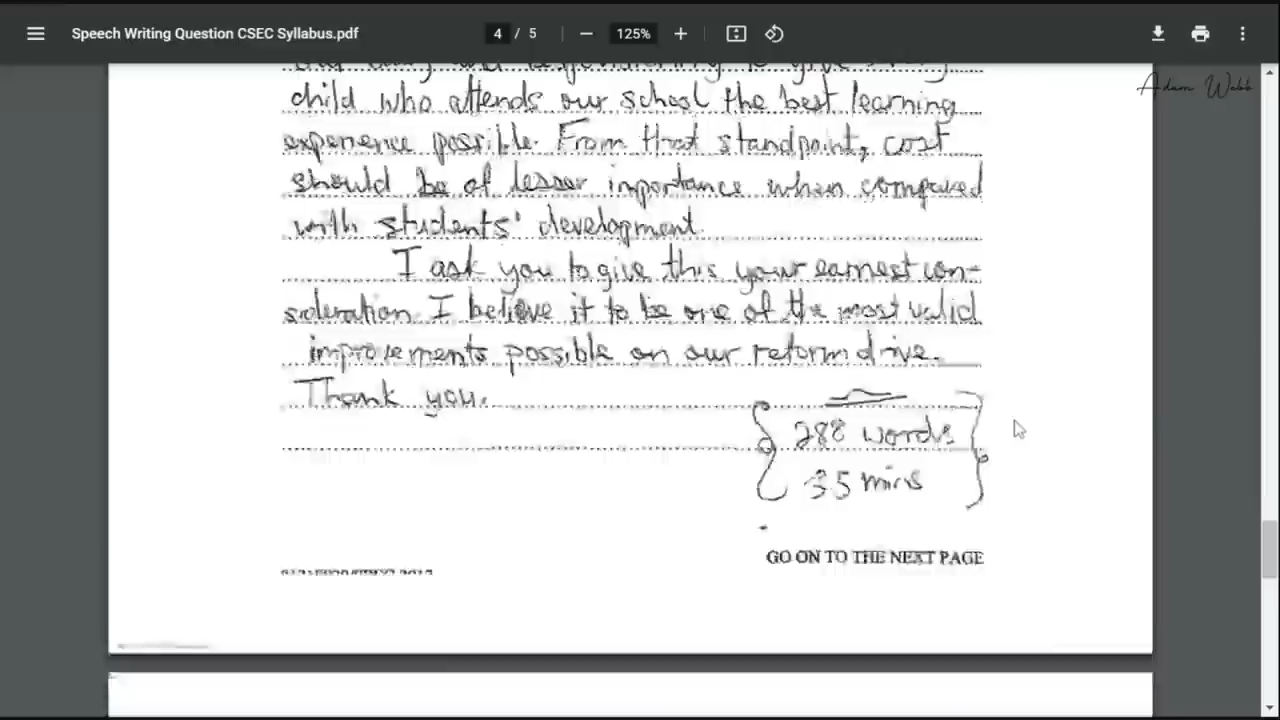 Speech Writing Question CSEC Syllabus.pdf
4 / 5
125%
Adam Webb
child who attends our school the best learning
experience possible. From that standpoint, cost
should be of lesser importance when compared
with students' development.
I ask you to give this your earnest con-
sideration. I believe it to be one of the most valid
improvements possible on our reform drive.
Thank you.
288 words
35 mins
GO ON TO THE NEXT PAGE